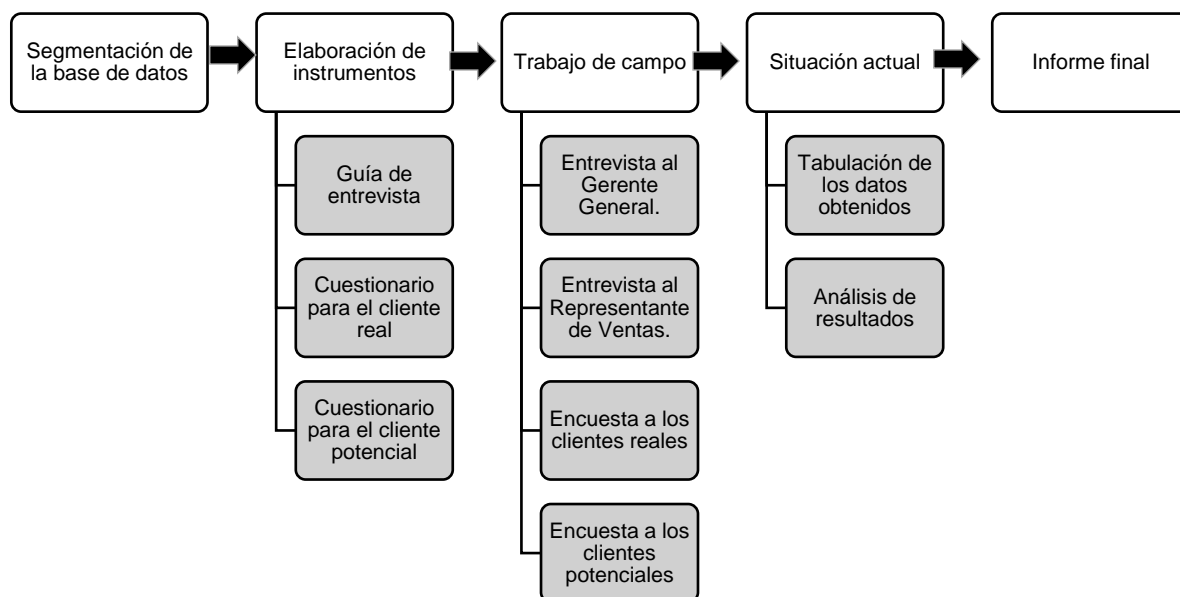 Segmentación de
la base de datos
Elaboración de
instrumentos
Trabajo de campo
Situación actual
Informe final
Guía de
entrevista
Cuestionario
para el cliente
real
Cuestionario
para el cliente
potencial
Entrevista al
Gerente
General.
Entrevista al
Representante
de Ventas.
Encuesta a los
clientes reales
Encuesta a los
clientes
potenciales
Tabulación de
los datos
obtenidos
Análisis de
resultados